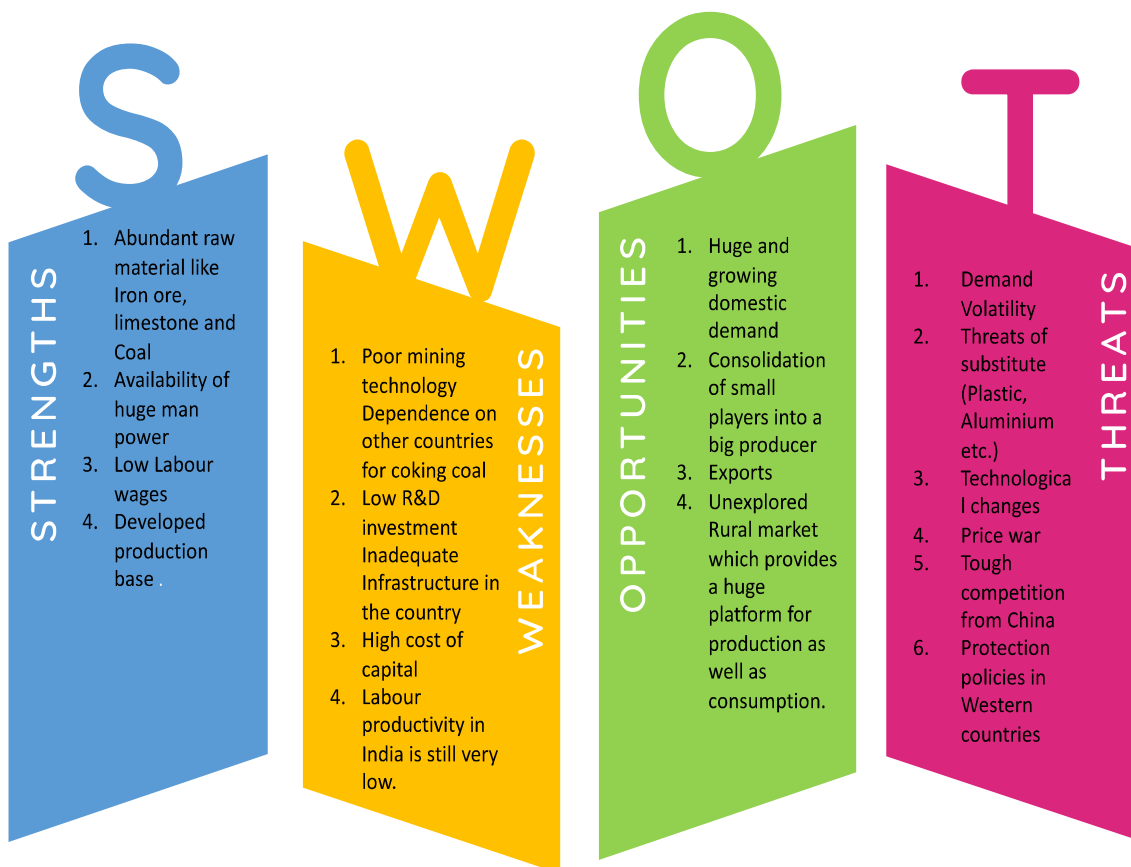 S
STRENGTHS
1. Abundant raw
material like
Iron ore,
limestone and
Coal
2. Availability of
huge man
power
3. Low Labour
wages
4. Developed
production
base .
W
WEAKNESSES
1. Poor mining
technology
Dependence on
other countries
for coking coal
2. Low R&D
investment
Inadequate
Infrastructure in
the country
3. High cost of
capital
4. Labour
productivity in
India is still very
low.
O
OPPORTUNITIES
1. Huge and
growing
domestic
demand
2. Consolidation
of small
players into a
big producer
3. Exports
4. Unexplored
Rural market
which provides
a huge
platform for
production as
well as
consumption.
T
THREATS
1. Demand
Volatility
2. Threats of
substitute
(Plastic,
Aluminium
etc.)
3. Technologica
l changes
4. Price war
5. Tough
competition
from China
6. Protection
policies in
Western
countries